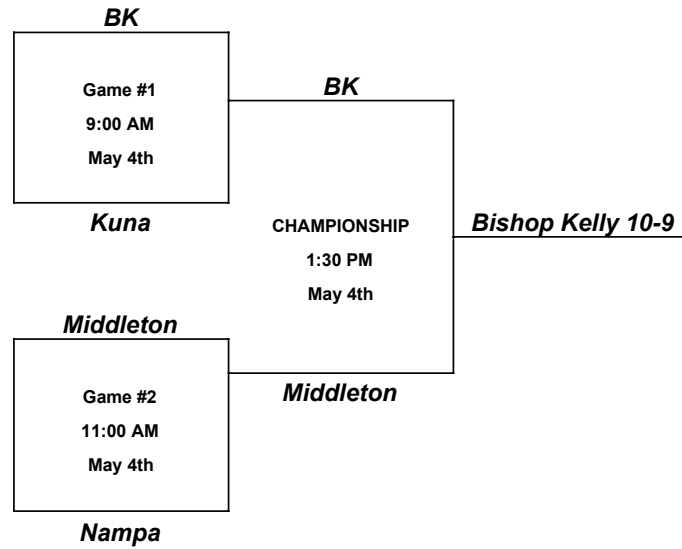 BK
Game #1
9:00 AM
May 4th
Kuna
BK
CHAMPIONSHIP
1:30 PM
May 4th
Bishop Kelly 10-9
Middleton
Middleton
Game #2
11:00 AM
May 4th
Nampa